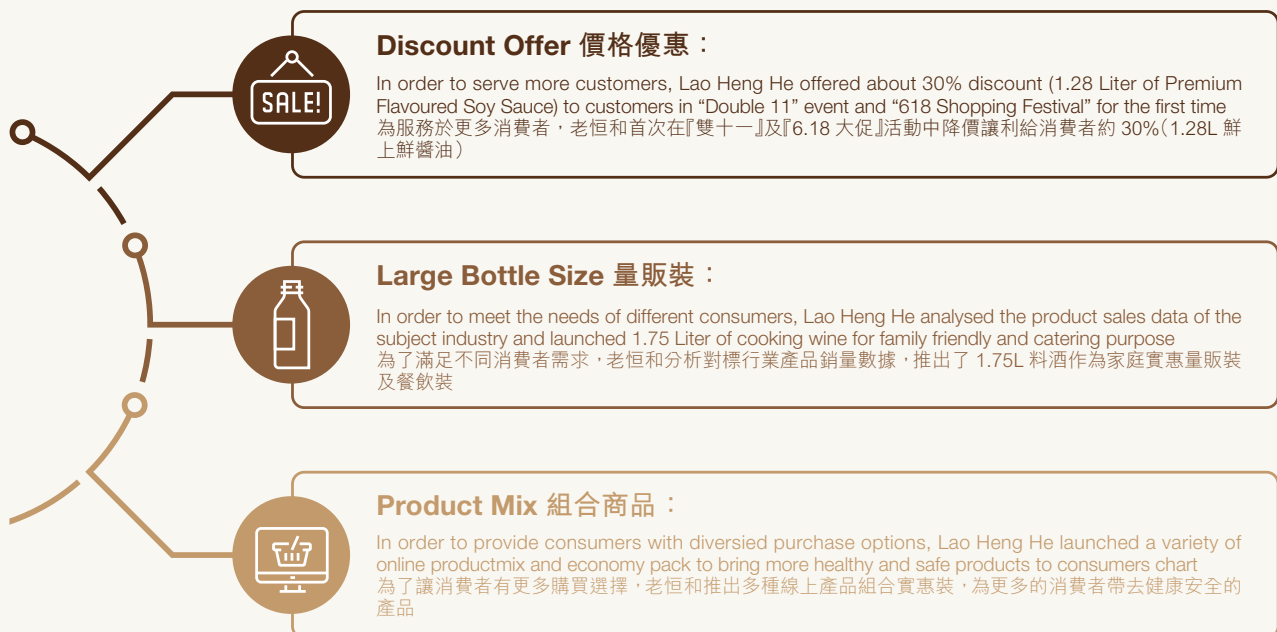 SALE!
Discount Offer 價格優惠：
In order to serve more customers, Lao Heng He offered about 30% discount (1.28 Liter of Premium
Flavoured Soy Sauce) to customers in “Double 11” event and “618 Shopping Festival” for the first time
為服務於更多消費者，老恒和首次在『雙十一』及『6.18 大促』活動中降價讓利給消費者約 30%（1.28L 鮮
上鮮醬油）
Large Bottle Size 量販裝：
In order to meet the needs of different consumers, Lao Heng He analysed the product sales data of the
subject industry and launched 1.75 Liter of cooking wine for family friendly and catering purpose
為了滿足不同消費者需求，老恒和分析對標行業產品銷量數據，推出了 1.75L 料酒作為家庭實惠量販裝
及餐飲裝
Product Mix 組合商品：
In order to provide consumers with diversied purchase options, Lao Heng He launched a variety of
online productmix and economy pack to bring more healthy and safe products to consumers chart
為了讓消費者有更多購買選擇，老恒和推出多種線上產品組合實惠裝，為更多的消費者帶去健康安全的
產品